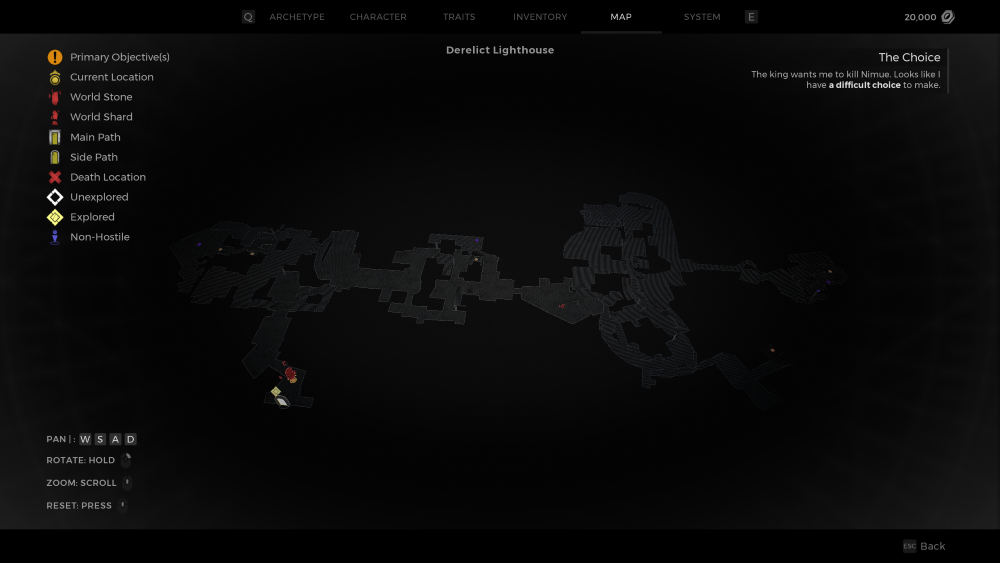 Q ARCHETYPE CHARACTER TRAITS INVENTORY MAP SYSTEM E 20,000
Derelict Lighthouse
Primary Objective(s)
Current Location
World Stone
World Shard
Main Path
Side Path
Death Location
Unexplored
Explored
Non-Hostile
The Choice
The king wants me to kill Nimue. Looks like I
have a difficult choice to make.
PAN | : W S A D
ROTATE: HOLD
ZOOM: SCROLL
RESET: PRESS
ESC Back